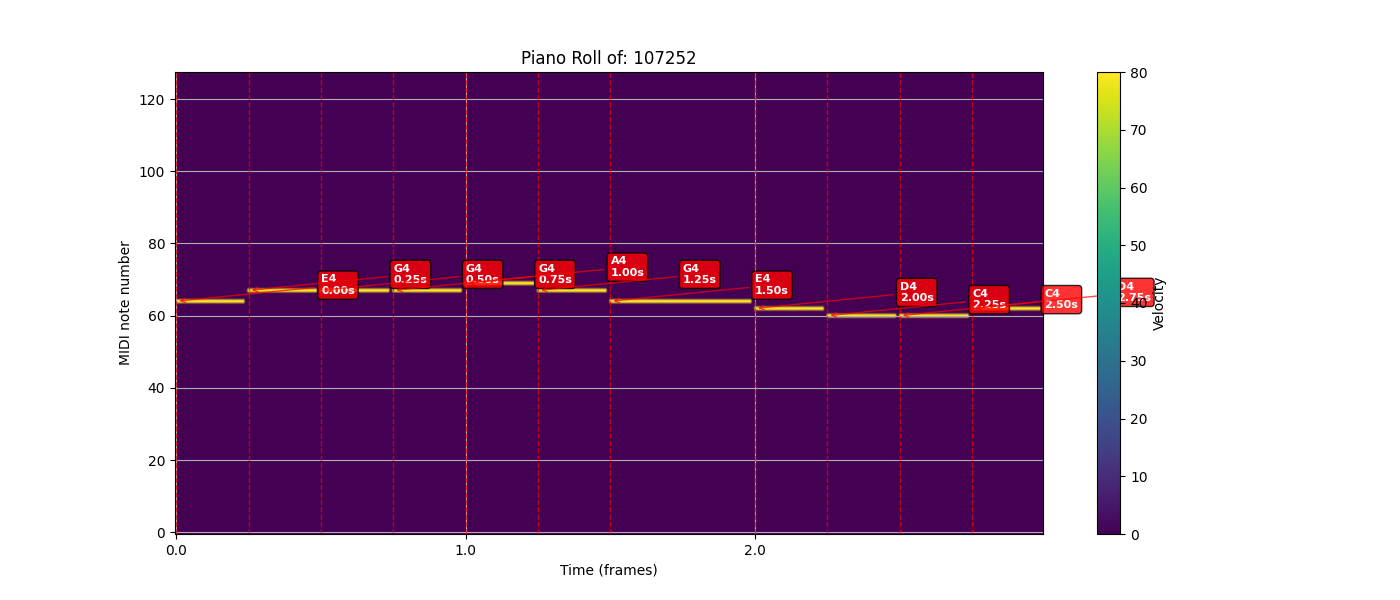 Piano Roll of: 107252
MIDI note number
120
100
80
60
40
20
0
E4
0.00s
G4
0.25s
G4
0.50s
G4
0.75s
A4
1.00s
G4
1.25s
E4
1.50s
D4
2.00s
C4
2.25s
C4
2.50s
D4
2.75s
0.0
1.0
2.0
Time (frames)
80
70
60
50
40
30
20
10
0
Velocity